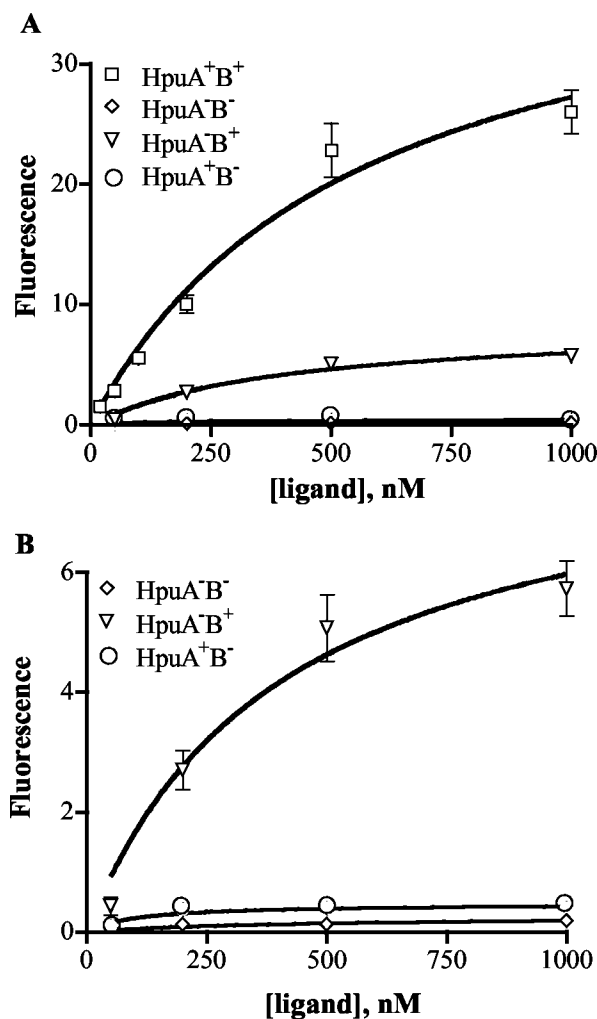 A
30
20
10
0
Fluorescence
HpuA⁺B⁺
HpuA⁻B⁻
HpuA⁻B⁺
HpuA⁺B⁻
0 250 500 750 1000
[ligand], nM
B
6
4
2
0
Fluorescence
HpuA⁻B⁻
HpuA⁻B⁺
HpuA⁺B⁻
0 250 500 750 1000
[ligand], nM